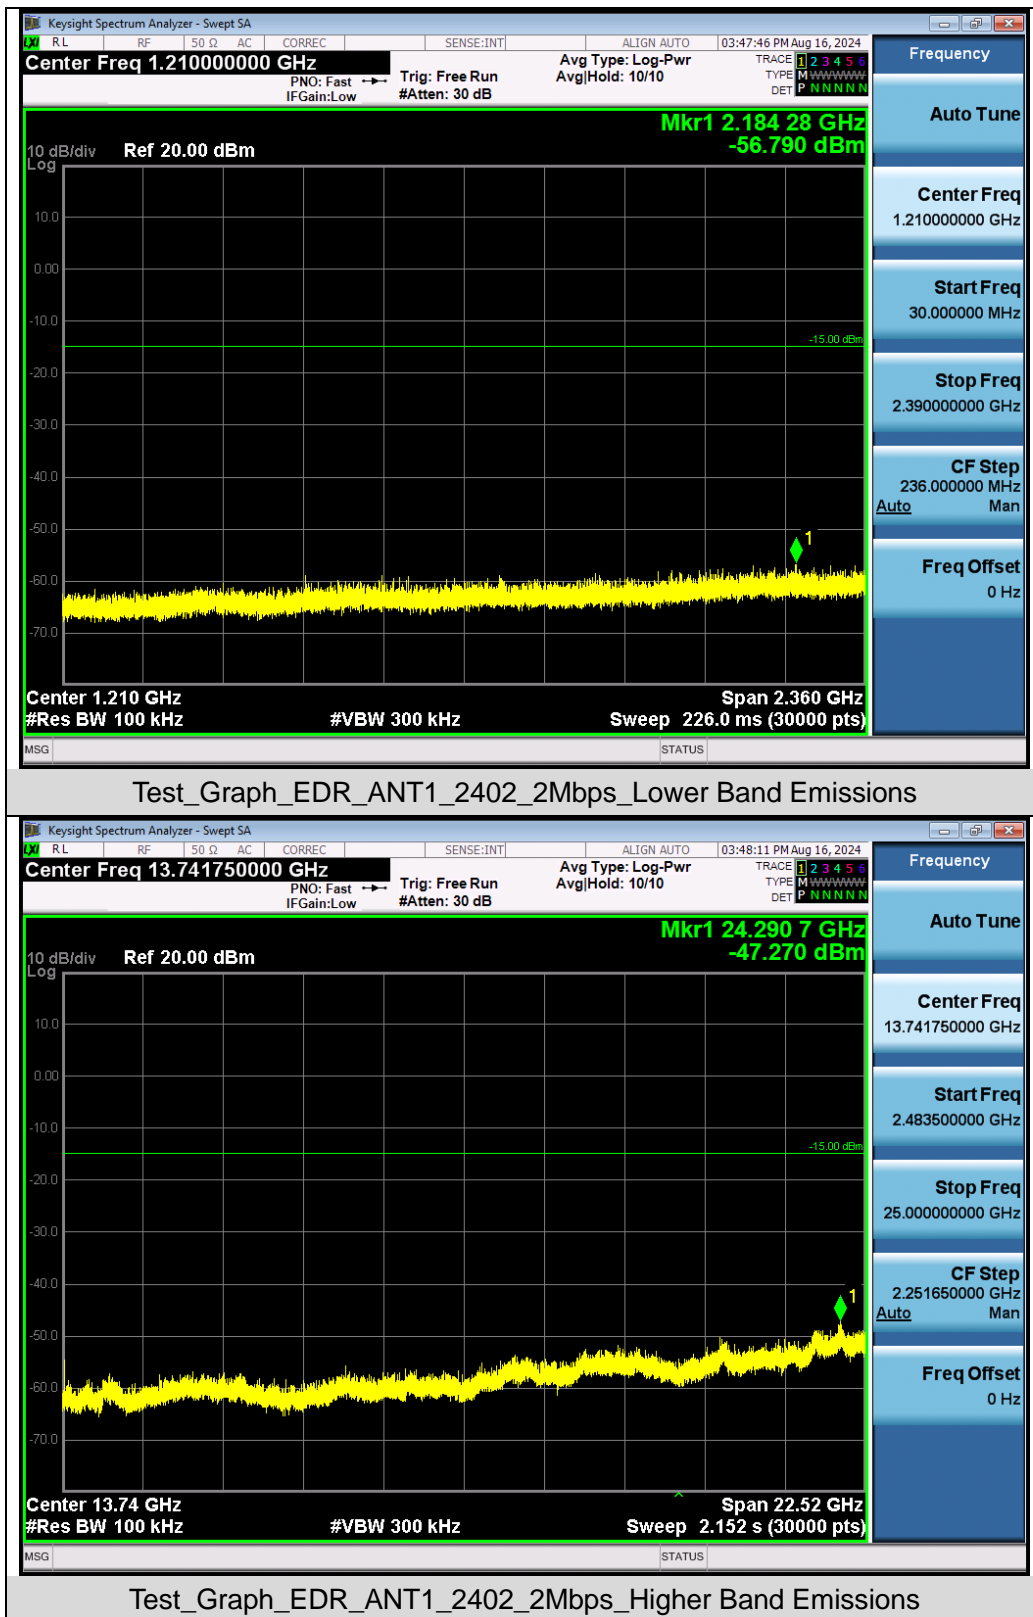 Keysight Spectrum Analyzer - Swept SA
LXI RL RF 50 Ω AC CORREC SENSE:INT ALIGN AUTO 03:47:46 PM Aug 16, 2024
Center Freq 1.210000000 GHz
PNO: Fast
IFGain:Low
Trig: Free Run
#Atten: 30 dB
Avg Type: Log-Pwr
Avg|Hold: 10/10
TRACE 1 2 3 4 5 6
TYPE M WWWWW
DET P N N N N N
Mkr1 2.184 28 GHz
-56.790 dBm
10 dB/div Ref 20.00 dBm
Log
10.0
0.00
-10.0
-15.00 dBm
-20.0
-30.0
-40.0
-50.0
1
-60.0
-70.0
Center 1.210 GHz Span 2.360 GHz
#Res BW 100 kHz #VBW 300 kHz Sweep 226.0 ms (30000 pts)
MSG STATUS
Frequency
Auto Tune
Center Freq
1.210000000 GHz
Start Freq
30.000000 MHz
Stop Freq
2.390000000 GHz
CF Step
236.000000 MHz
Auto Man
Freq Offset
0 Hz
Test_Graph_EDR_ANT1_2402_2Mbps_Lower Band Emissions
Keysight Spectrum Analyzer - Swept SA
LXI RL RF 50 Ω AC CORREC SENSE:INT ALIGN AUTO 03:48:11 PM Aug 16, 2024
Center Freq 13.741750000 GHz
PNO: Fast
IFGain:Low
Trig: Free Run
#Atten: 30 dB
Avg Type: Log-Pwr
Avg|Hold: 10/10
TRACE 1 2 3 4 5 6
TYPE M WWWWW
DET P N N N N N
Mkr1 24.290 7 GHz
-47.270 dBm
10 dB/div Ref 20.00 dBm
Log
10.0
0.00
-10.0
-15.00 dBm
-20.0
-30.0
-40.0
1
-50.0
-60.0
-70.0
Center 13.74 GHz Span 22.52 GHz
#Res BW 100 kHz #VBW 300 kHz Sweep 2.152 s (30000 pts)
MSG STATUS
Frequency
Auto Tune
Center Freq
13.741750000 GHz
Start Freq
2.483500000 GHz
Stop Freq
25.000000000 GHz
CF Step
2.251650000 GHz
Auto Man
Freq Offset
0 Hz
Test_Graph_EDR_ANT1_2402_2Mbps_Higher Band Emissions